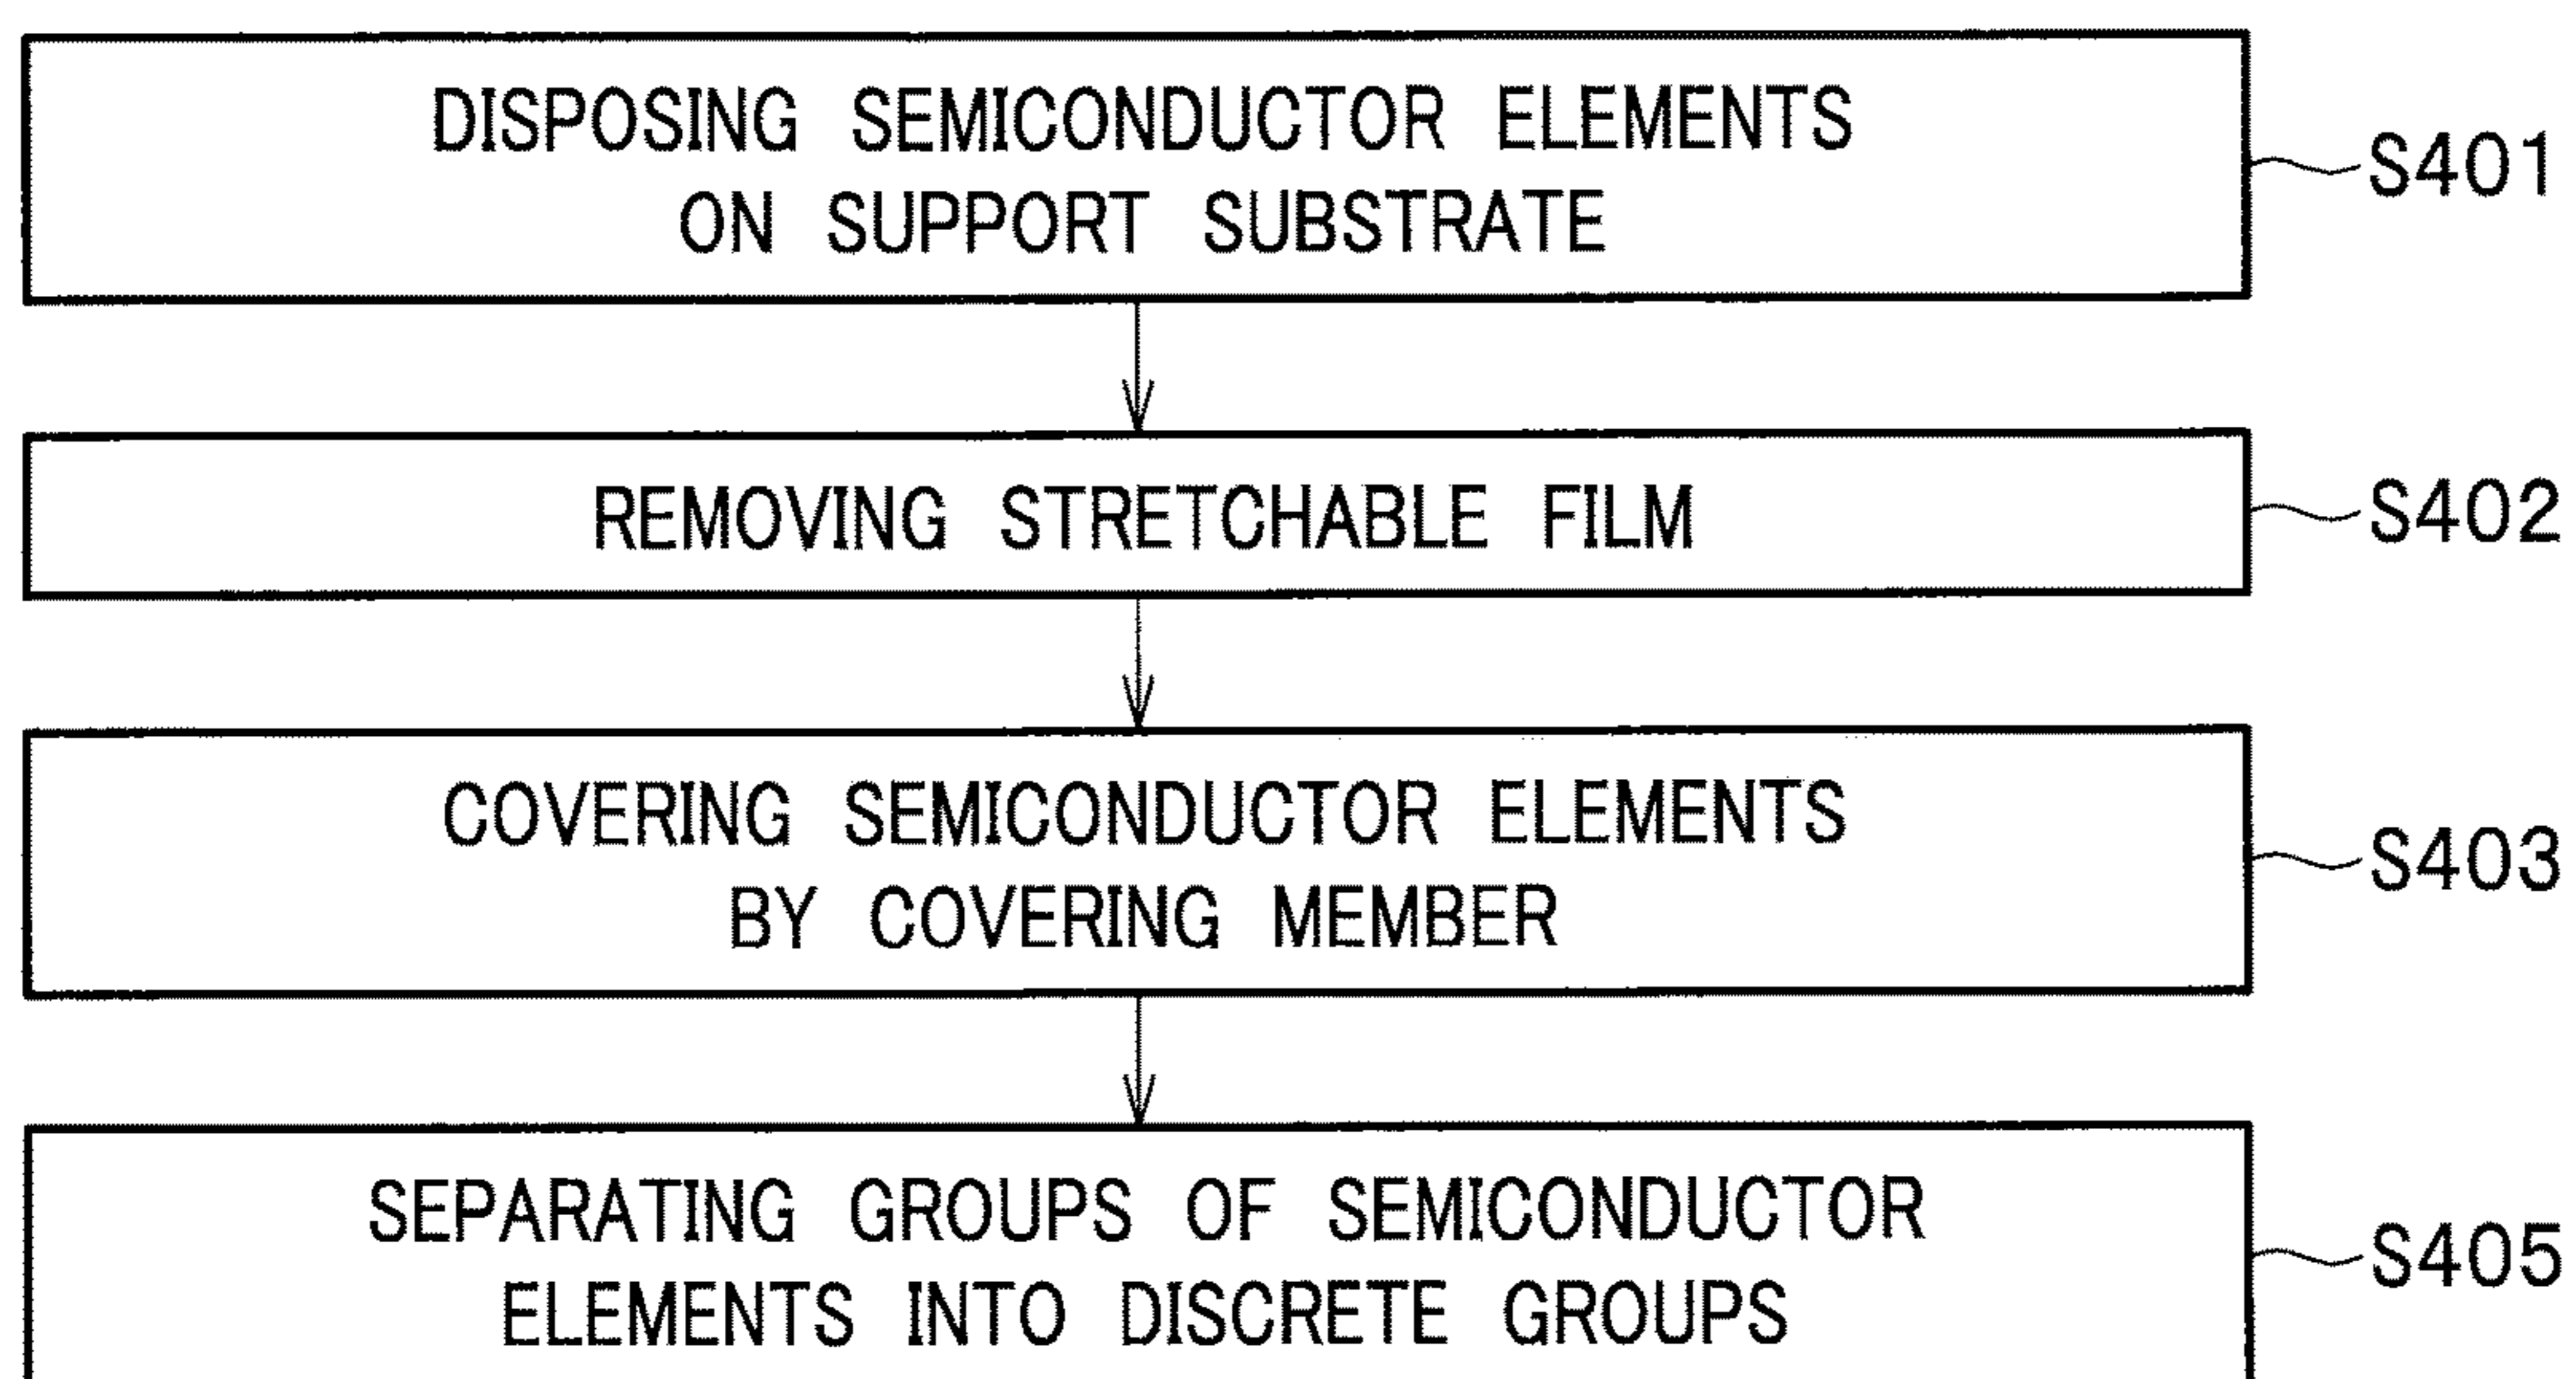 DISPOSING SEMICONDUCTOR ELEMENTS
ON SUPPORT SUBSTRATE
S401
REMOVING STRETCHABLE FILM
S402
COVERING SEMICONDUCTOR ELEMENTS
BY COVERING MEMBER
S403
SEPARATING GROUPS OF SEMICONDUCTOR
ELEMENTS INTO DISCRETE GROUPS
S405